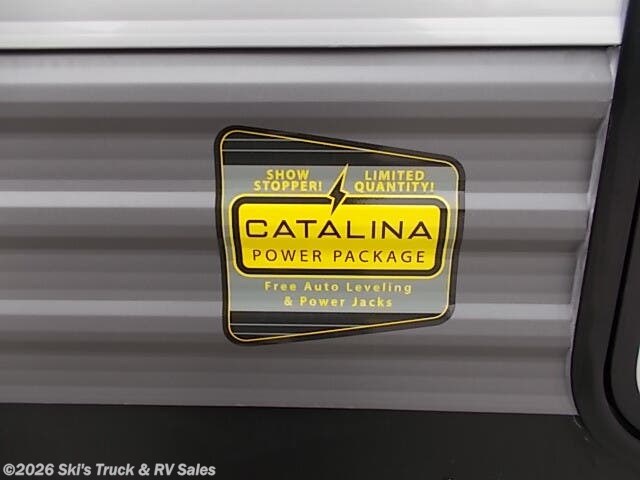 SHOW STOPPER!
LIMITED QUANTITY!
CATALINA
POWER PACKAGE
Free Auto Leveling
& Power Jacks
©2026 Ski's Truck & RV Sales